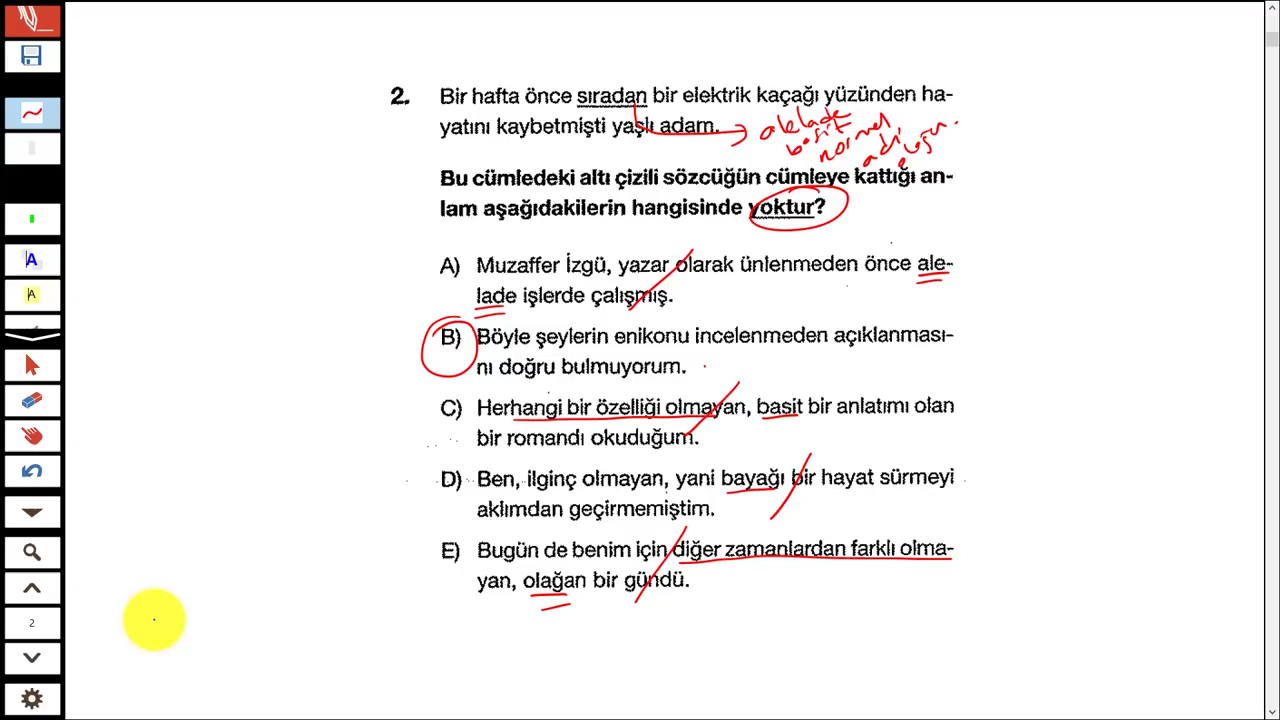 2. Bir hafta önce sıradan bir elektrik kaçağı yüzünden ha-
yatını kaybetmişti yaşlı adam.
alelade
basit
normal
adi
Bu cümledeki altı çizili sözcüğün cümleye kattığı an-
lam aşağıdakilerin hangisinde yoktur?
A) Muzaffer İzgü, yazar olarak ünlenmeden önce ale-
lade işlerde çalışmış.
B) Böyle şeylerin enikonu incelenmeden açıklanması-
nı doğru bulmuyorum.
C) Herhangi bir özelliği olmayan, basit bir anlatımı olan
bir romandı okuduğum.
D) Ben, ilginç olmayan, yani bayağı bir hayat sürmeyi
aklımdan geçirmemiştim.
E) Bugün de benim için diğer zamanlardan farklı olma-
yan, olağan bir gündü.
A
A
2